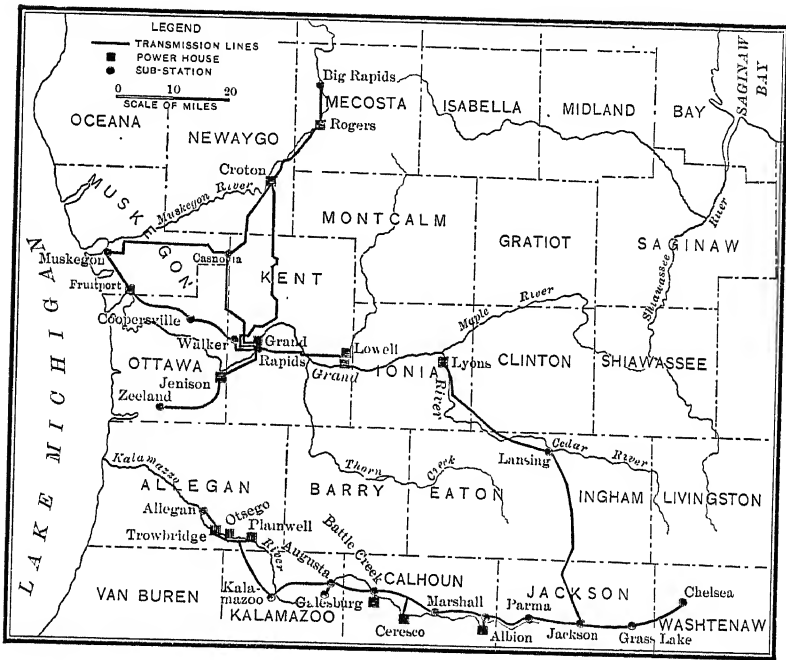 LEGEND
TRANSMISSION LINES
POWER HOUSE
SUB-STATION
0 10 20
SCALE OF MILES
Big Rapids
MECOSTA
ISABELLA
MIDLAND
BAY
SAGINAW
BAY
OCEANA
NEWAYGO
Rogers
Croton
MUSKEGON
Muskegon River
MONTCALM
GRATIOT
SAGINAW
River
Shiawassee
Muskegon
Casnovia
KENT
Fruitport
Coopersville
Walker
Grand
Rapids
Lowell
Maple River
Grand
IONIA
Lyons
River
CLINTON
SHIAWASSEE
OTTAWA
Jenison
Zeeland
LAKE MICHIGAN
Lansing
Cedar River
Kalamazoo
ALLEGAN
BARRY
Thorn Creek
EATON
INGHAM
LIVINGSTON
Allegan
Otsego
Plainwell
Trowbridge
River
Augusta
Battle Creek
VAN BUREN
Kala-
mazoo
KALAMAZOO
Galesburg
CALHOUN
Ceresco
Marshall
Albion
Parma
JACKSON
Jackson
Grass Lake
Chelsea
WASHTENAW